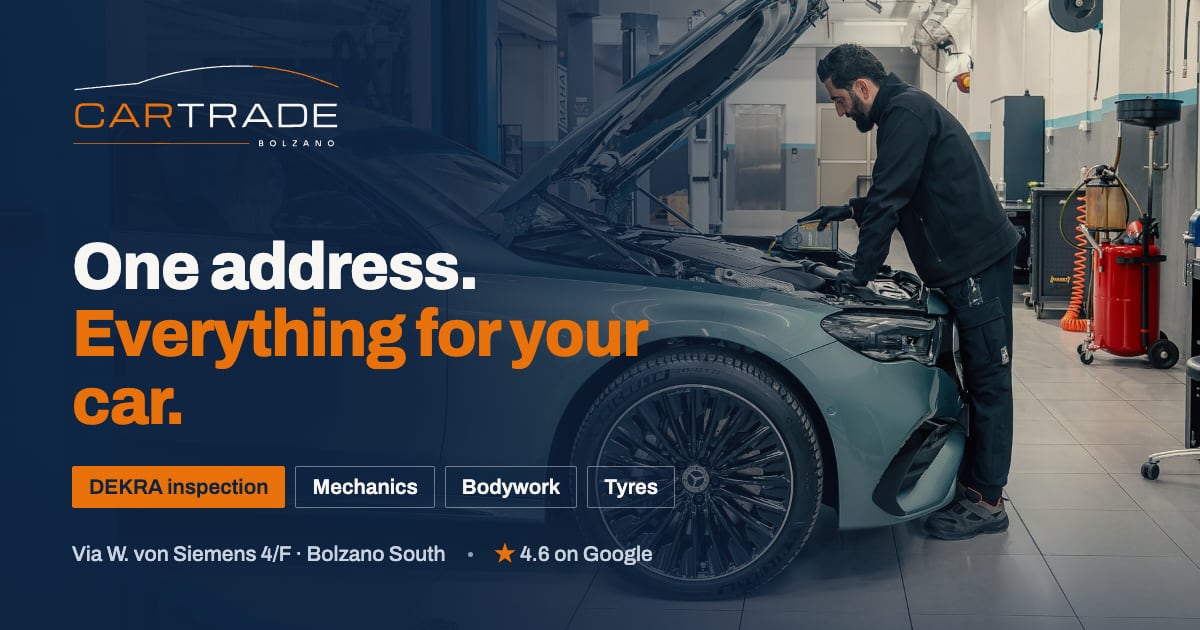 CARTRADE
BOLZANO
One address.
Everything for your
car.
DEKRA inspection
Mechanics
Bodywork
Tyres
Via W. von Siemens 4/F · Bolzano South • ★ 4.6 on Google